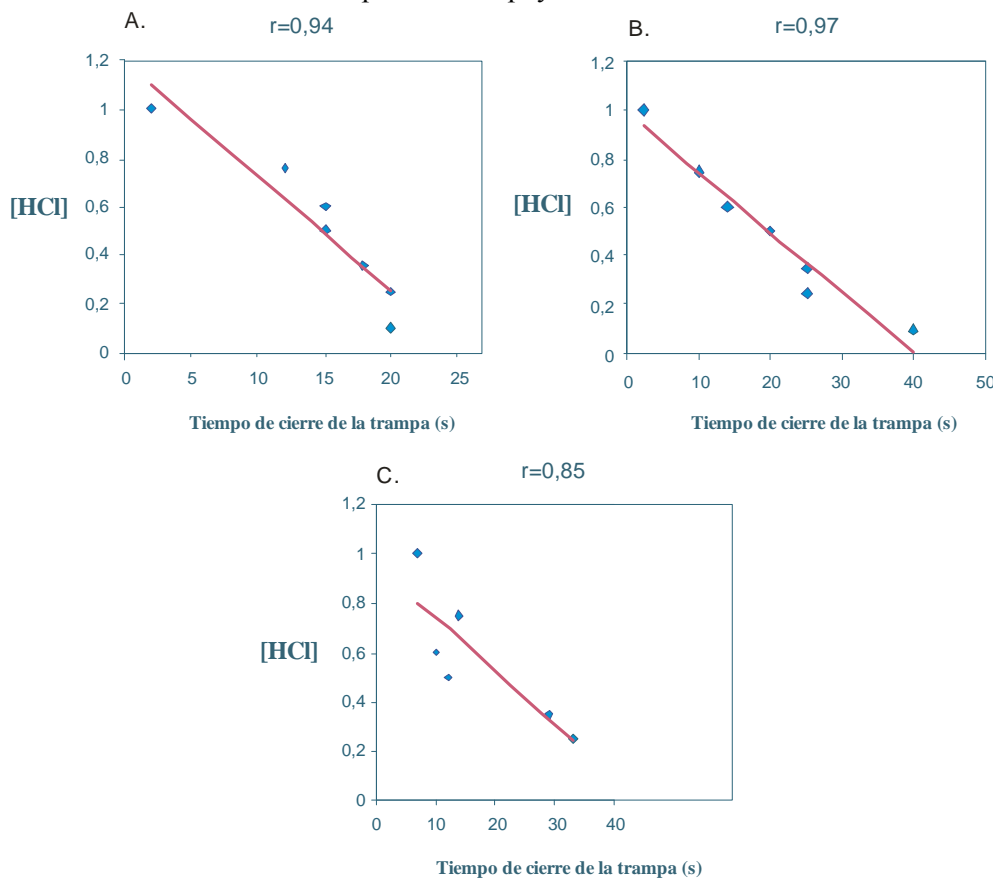 A.
r=0,94
1,2
1
0,8
0,6
0,4
0,2
0
[HCl]
0 5 10 15 20 25
Tiempo de cierre de la trampa (s)
B.
r=0,97
1,2
1
0,8
0,6
0,4
0,2
0
[HCl]
0 10 20 30 40 50
Tiempo de cierre de la trampa (s)
C.
r=0,85
1,2
1
0,8
0,6
0,4
0,2
0
[HCl]
0 10 20 30 40
Tiempo de cierre de la trampa (s)